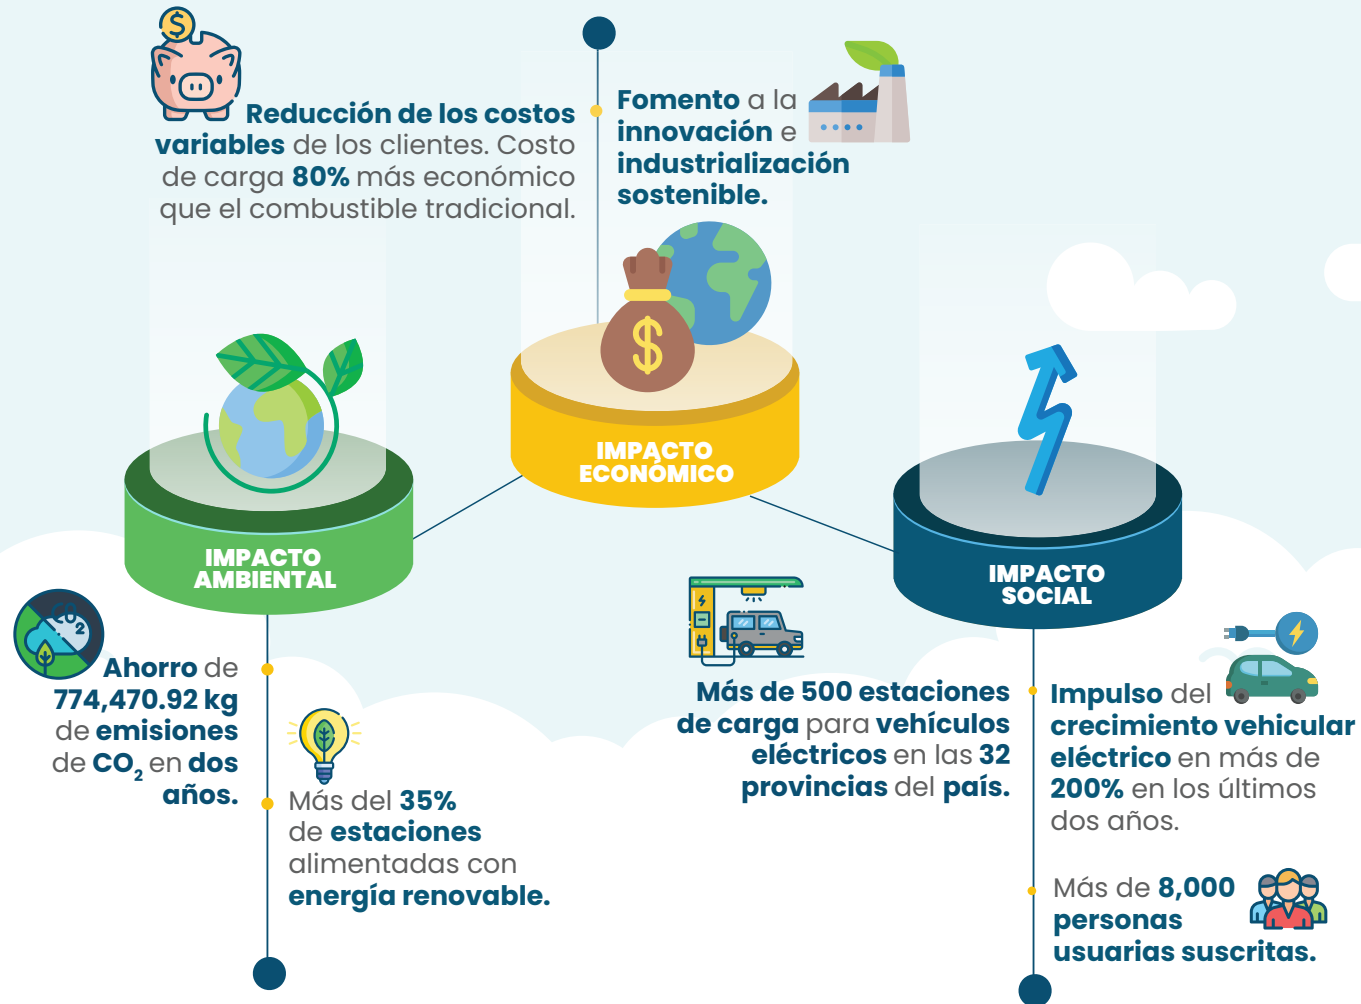 Reducción de los costos
variables de los clientes. Costo
de carga 80% más económico
que el combustible tradicional.
Fomento a la
innovación e
industrialización
sostenible.
IMPACTO
ECONÓMICO
IMPACTO
AMBIENTAL
IMPACTO
SOCIAL
CO2
Ahorro de
774,470.92 kg
de emisiones
de CO2 en dos
años.
Más del 35%
de estaciones
alimentadas con
energía renovable.
Más de 500 estaciones
de carga para vehículos
eléctricos en las 32
provincias del país.
Impulso del
crecimiento vehicular
eléctrico en más de
200% en los últimos
dos años.
Más de 8,000
personas
usuarias suscritas.